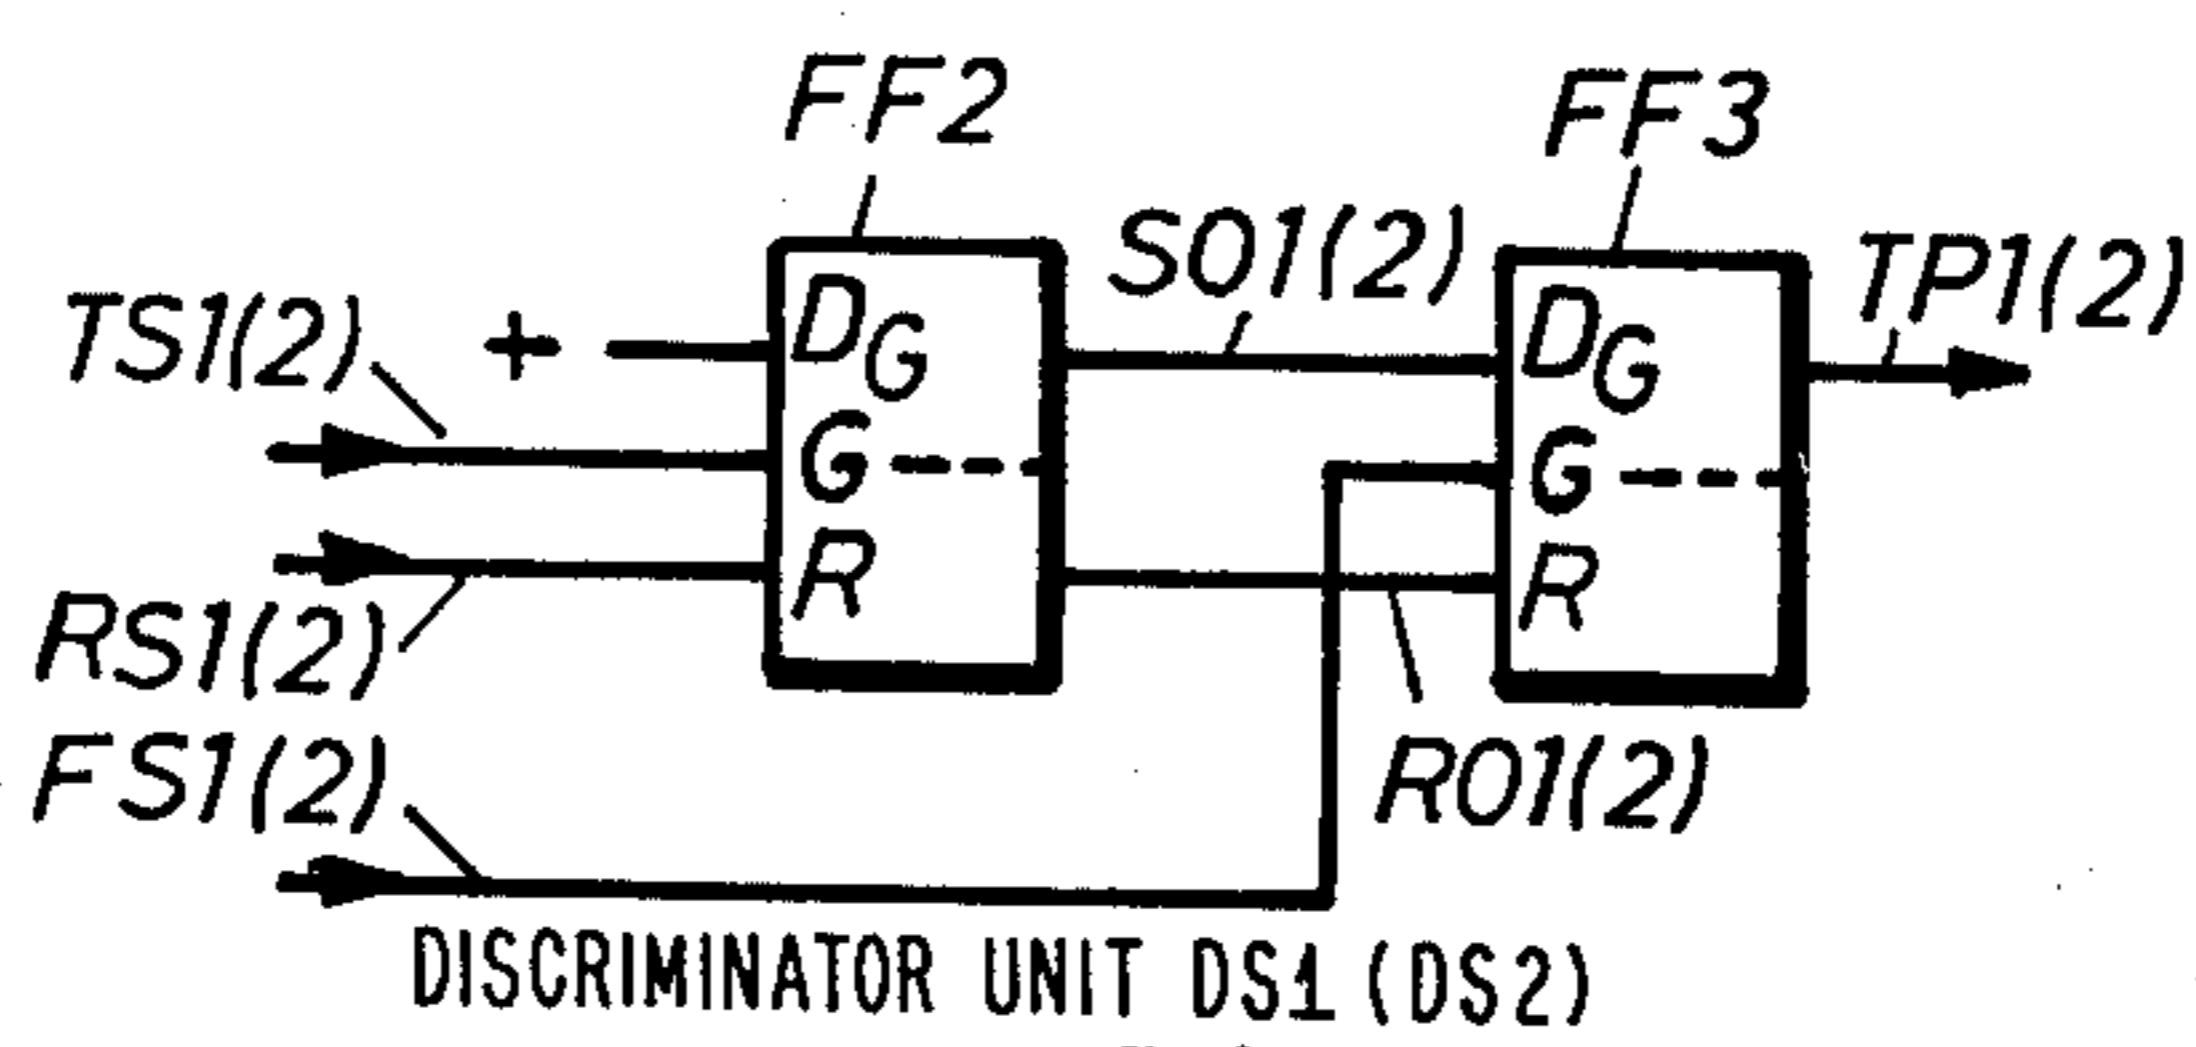 FF2
FF3
SO1(2)
TP1(2)
TS1(2)
+
DG
G
R
DG
G
R
RS1(2)
FS1(2)
RO1(2)
DISCRIMINATOR UNIT DS1 (DS2)